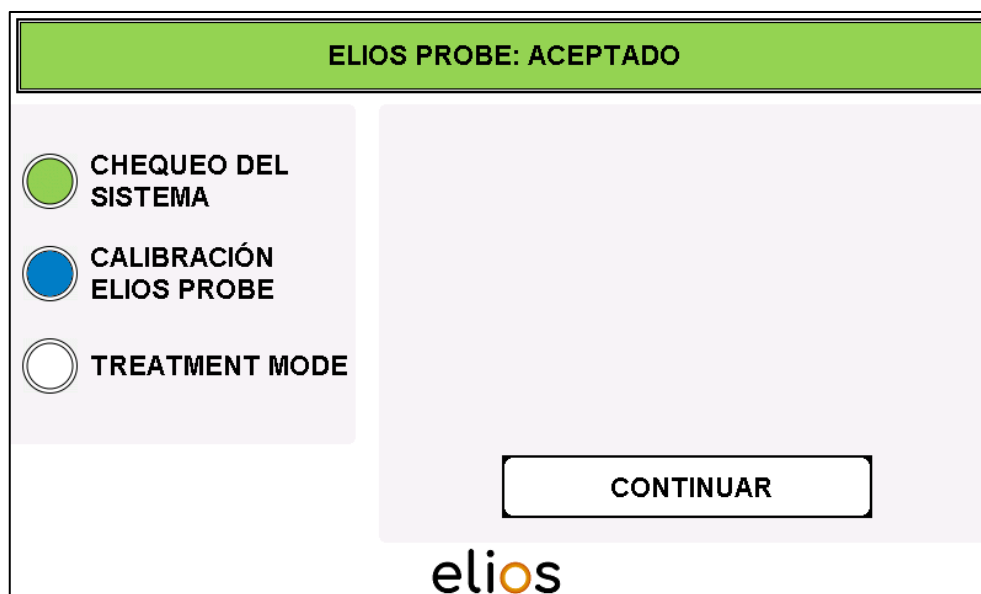 ELIOS PROBE: ACEPTADO
CHEQUEO DEL
SISTEMA
CALIBRACIÓN
ELIOS PROBE
TREATMENT MODE
CONTINUAR
elios